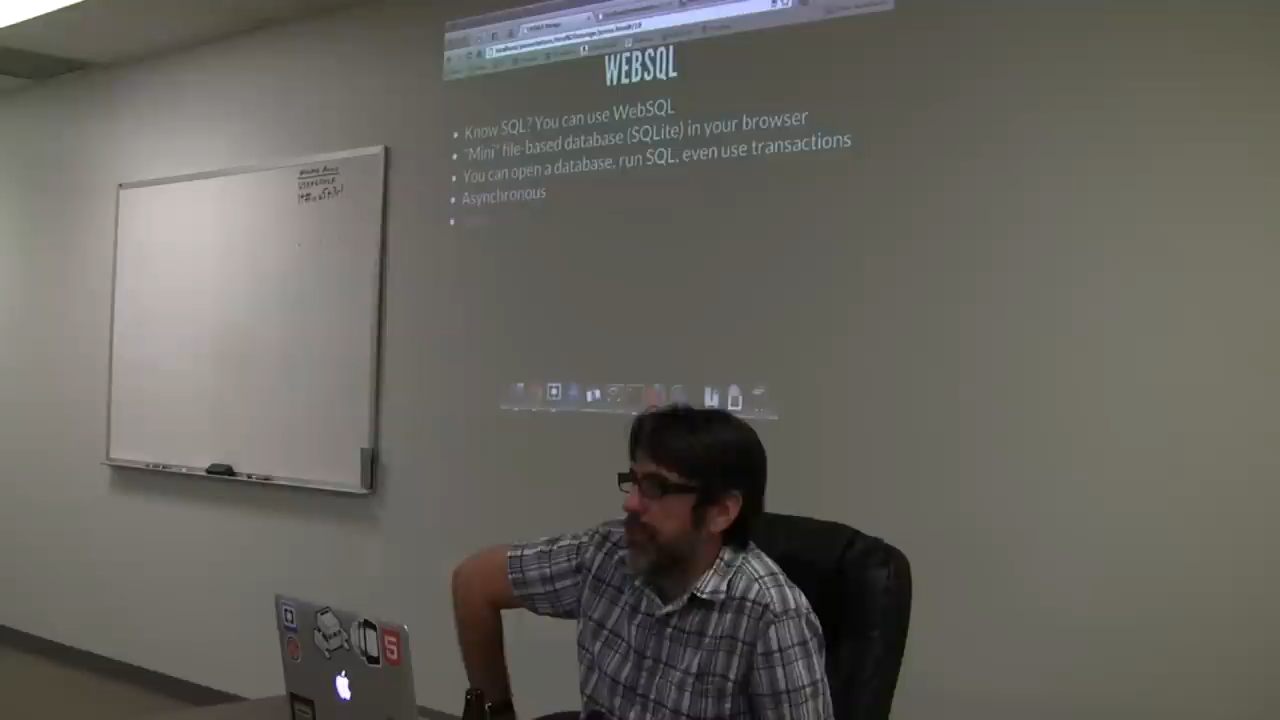 WEBSQL
Know SQL? You can use WebSQL
"Mini" file-based database (SQLite) in your browser
You can open a database, run SQL, even use transactions
Asynchronous
5